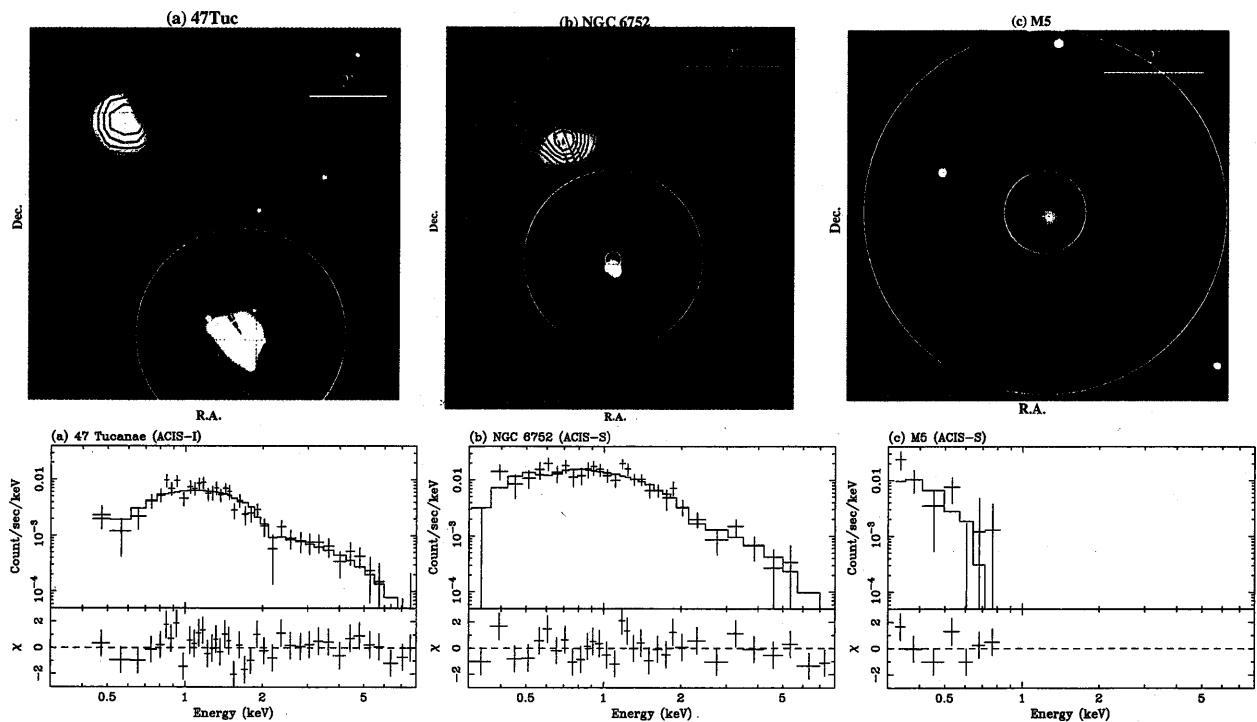 (a) 47Tuc
(b) NGC 6752
(c) M5
2'
2'
2'
Dec.
Dec.
Dec.
R.A.
R.A.
R.A.
(a) 47 Tucanae (ACIS-I)
(b) NGC 6752 (ACIS-S)
(c) M5 (ACIS-S)
Count/sec/keV
0.01
10⁻³
10⁻⁴
χ
2
0
-2
0.5
1
2
5
Energy (keV)
Count/sec/keV
0.01
10⁻³
10⁻⁴
χ
2
0
-2
0.5
1
2
5
Energy (keV)
Count/sec/keV
0.01
10⁻³
10⁻⁴
χ
2
0
-2
0.5
1
2
5
Energy (keV)